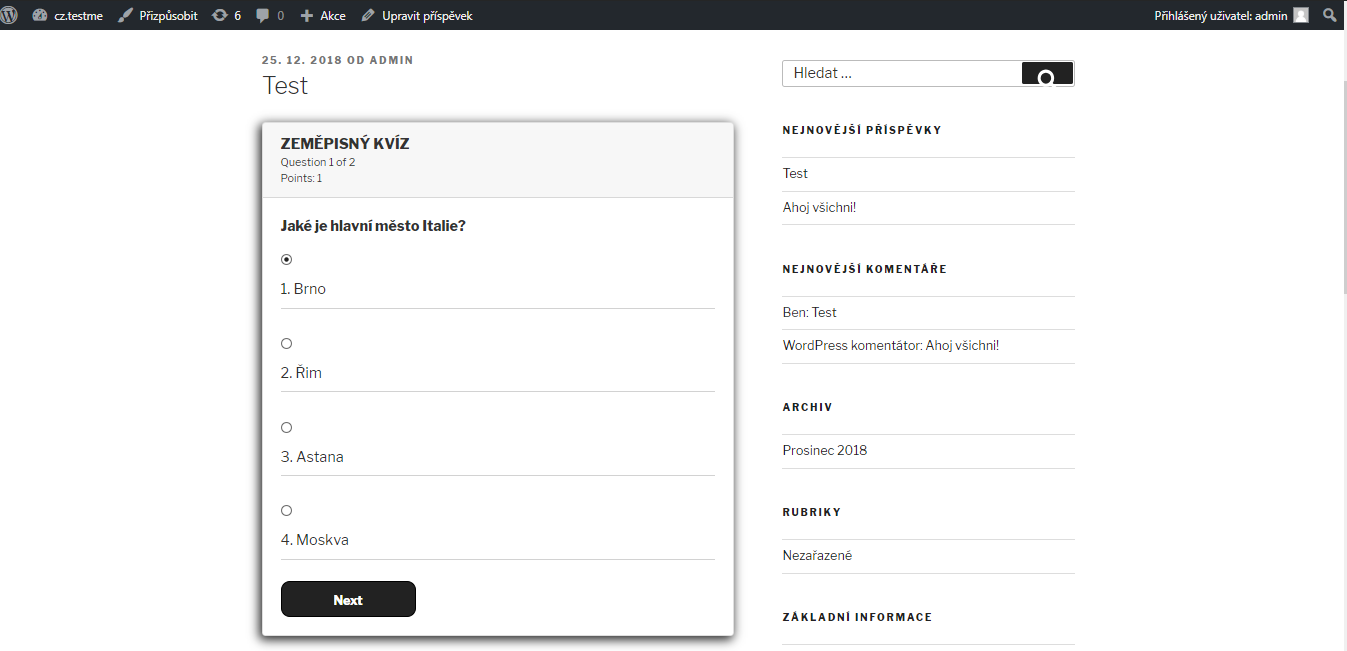 cz.testme Přizpůsobit 6 0 Akce Upravit příspěvek Přihlášený uživatel: admin
25. 12. 2018 OD ADMIN
Test
ZEMĚPISNÝ KVÍZ
Question 1 of 2
Points: 1
Jaké je hlavní město Itálie?
1. Brno
2. Řim
3. Astana
4. Moskva
Next
Hledat …
NEJNOVĚJŠÍ PŘÍSPĚVKY
Test
Ahoj všichni!
NEJNOVĚJŠÍ KOMENTÁŘE
Ben: Test
WordPress komentátor: Ahoj všichni!
ARCHIV
Prosinec 2018
RUBRIKY
Nezařazené
ZÁKLADNÍ INFORMACE